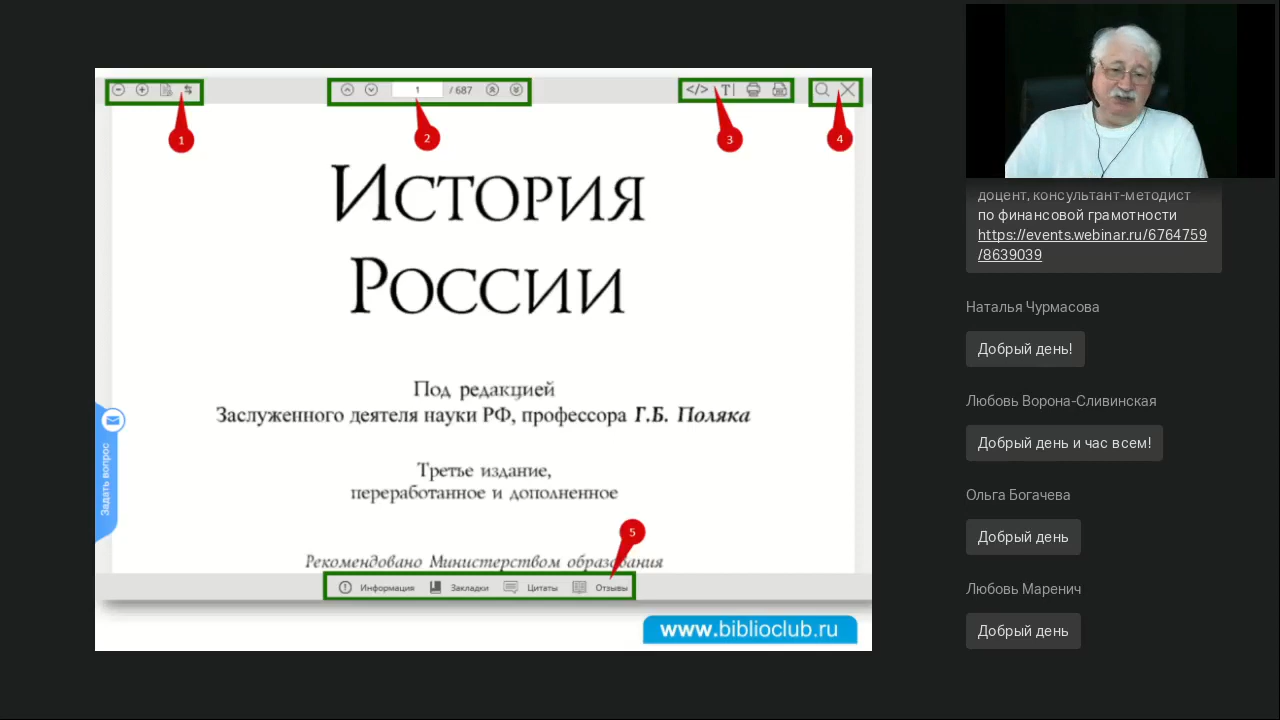 1 / 687
</>
T|
1
2
3
4
История
России
Под редакцией
Заслуженного деятеля науки РФ, профессора Г.Б. Поляка
Третье издание,
переработанное и дополненное
5
Рекомендовано Министерством образования
Информация Закладки Цитаты Отзывы
Задать вопрос
www.biblioclub.ru
доцент, консультант-методист
по финансовой грамотности
https://events.webinar.ru/6764759
/8639039
Наталья Чурмасова
Добрый день!
Любовь Ворона-Сливинская
Добрый день и час всем!
Ольга Богачева
Добрый день
Любовь Маренич
Добрый день